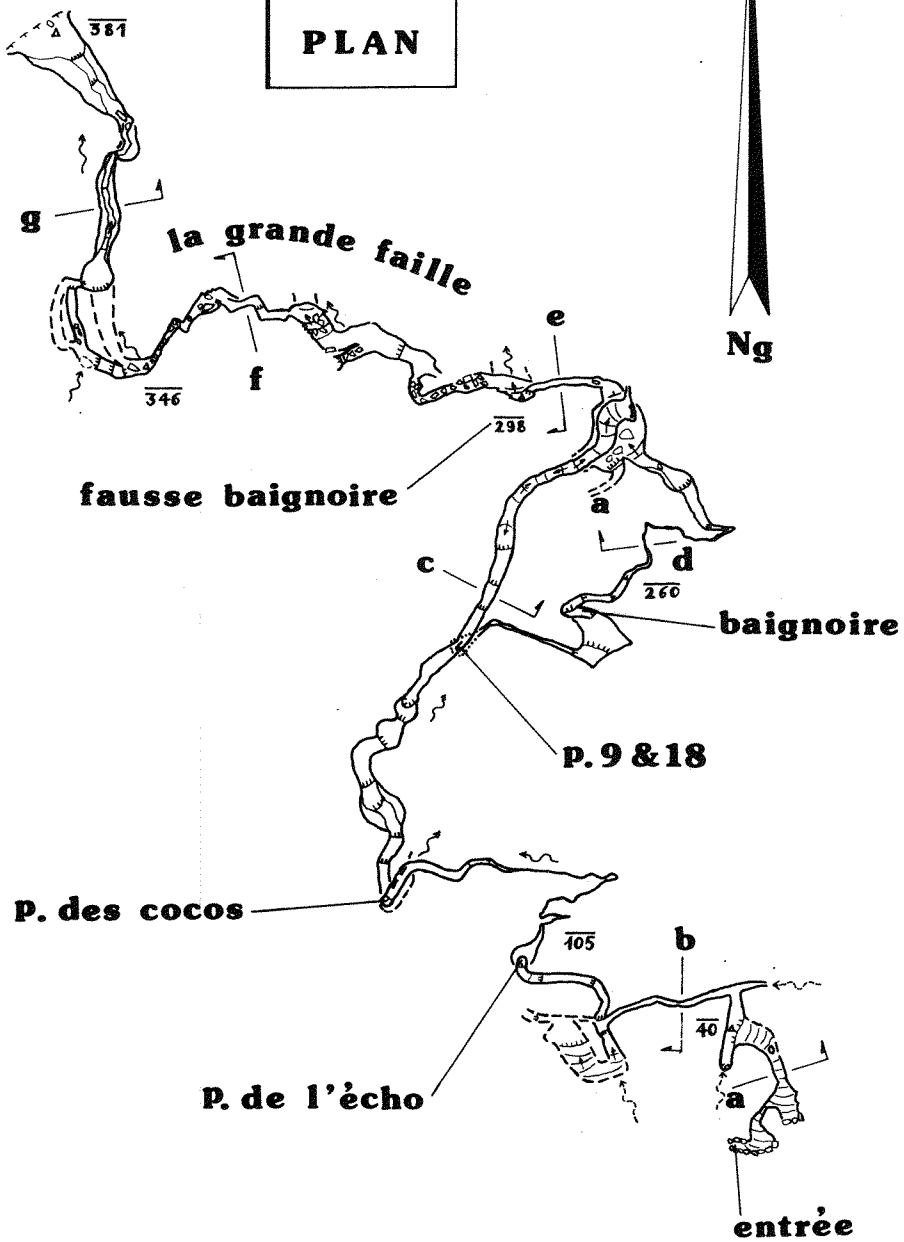 381
PLAN
g
la grande faille
e
Ng
f
346
298
fausse baignoire
a
c
d
260
baignoire
p. 9 & 18
p. des cocos
105
b
40
p. de l'écho
a
entrée